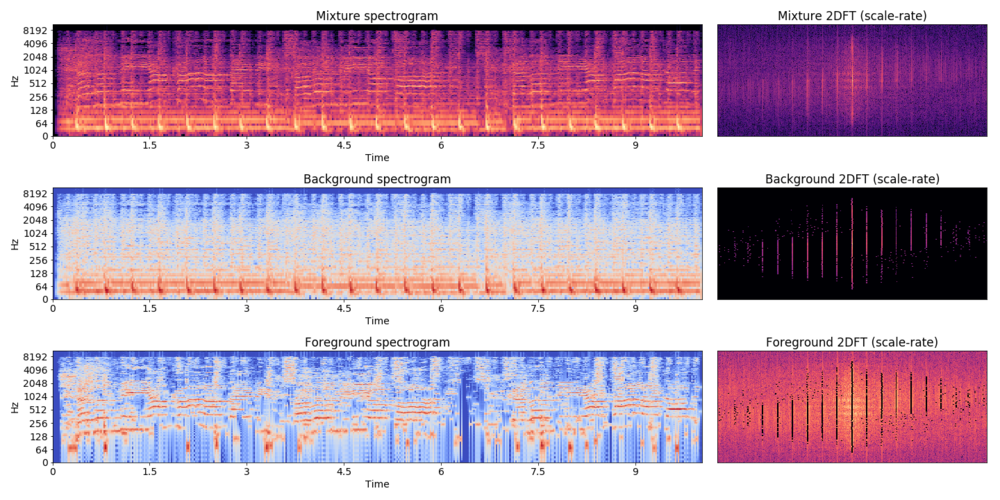 Mixture spectrogram
Mixture 2DFT (scale-rate)
8192
4096
2048
1024
512
256
128
64
0
Hz
0 1.5 3 4.5 6 7.5 9
Time
Background spectrogram
Background 2DFT (scale-rate)
8192
4096
2048
1024
512
256
128
64
0
Hz
0 1.5 3 4.5 6 7.5 9
Time
Foreground spectrogram
Foreground 2DFT (scale-rate)
8192
4096
2048
1024
512
256
128
64
0
Hz
0 1.5 3 4.5 6 7.5 9
Time